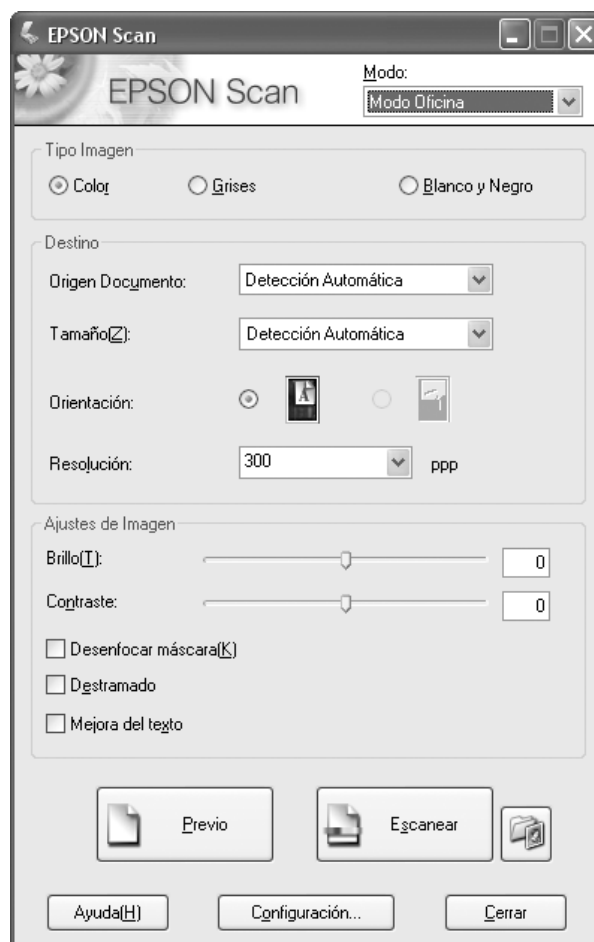 EPSON Scan
EPSON Scan
Modo:
Modo Oficina
Tipo Imagen
Color
Grises
Blanco y Negro
Destino
Origen Documento:
Detección Automática
Tamaño(Z):
Detección Automática
Orientación:
A
Resolución:
300
ppp
Ajustes de Imagen
Brillo(T):
0
Contraste:
0
Desenfocar máscara(K)
Destramado
Mejora del texto
Previo
Escanear
Ayuda(H)
Configuración...
Cerrar